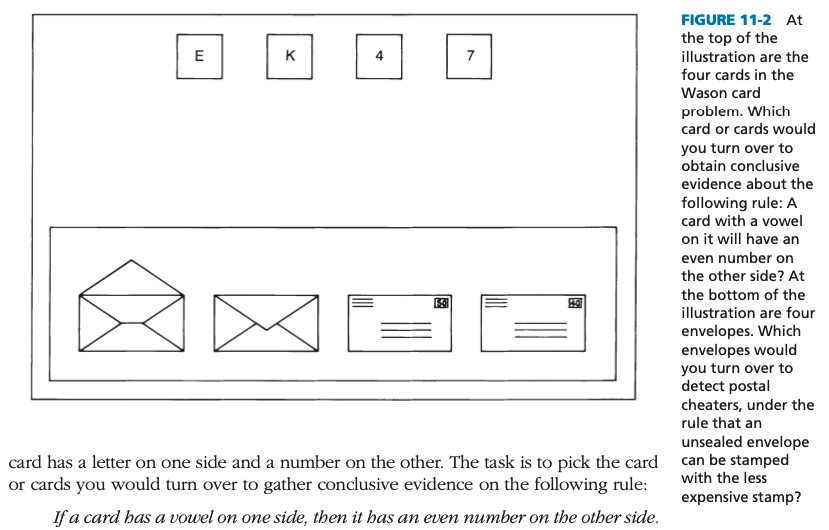 E
K
4
7
50
40
FIGURE 11-2 At
the top of the
illustration are the
four cards in the
Wason card
problem. Which
card or cards would
you turn over to
obtain conclusive
evidence about the
following rule: A
card with a vowel
on it will have an
even number on
the other side? At
the bottom of the
illustration are four
envelopes. Which
envelopes would
you turn over to
detect postal
cheaters, under the
rule that an
unsealed envelope
can be stamped
with the less
expensive stamp?
card has a letter on one side and a number on the other. The task is to pick the card
or cards you would turn over to gather conclusive evidence on the following rule:
If a card has a vowel on one side, then it has an even number on the other side.